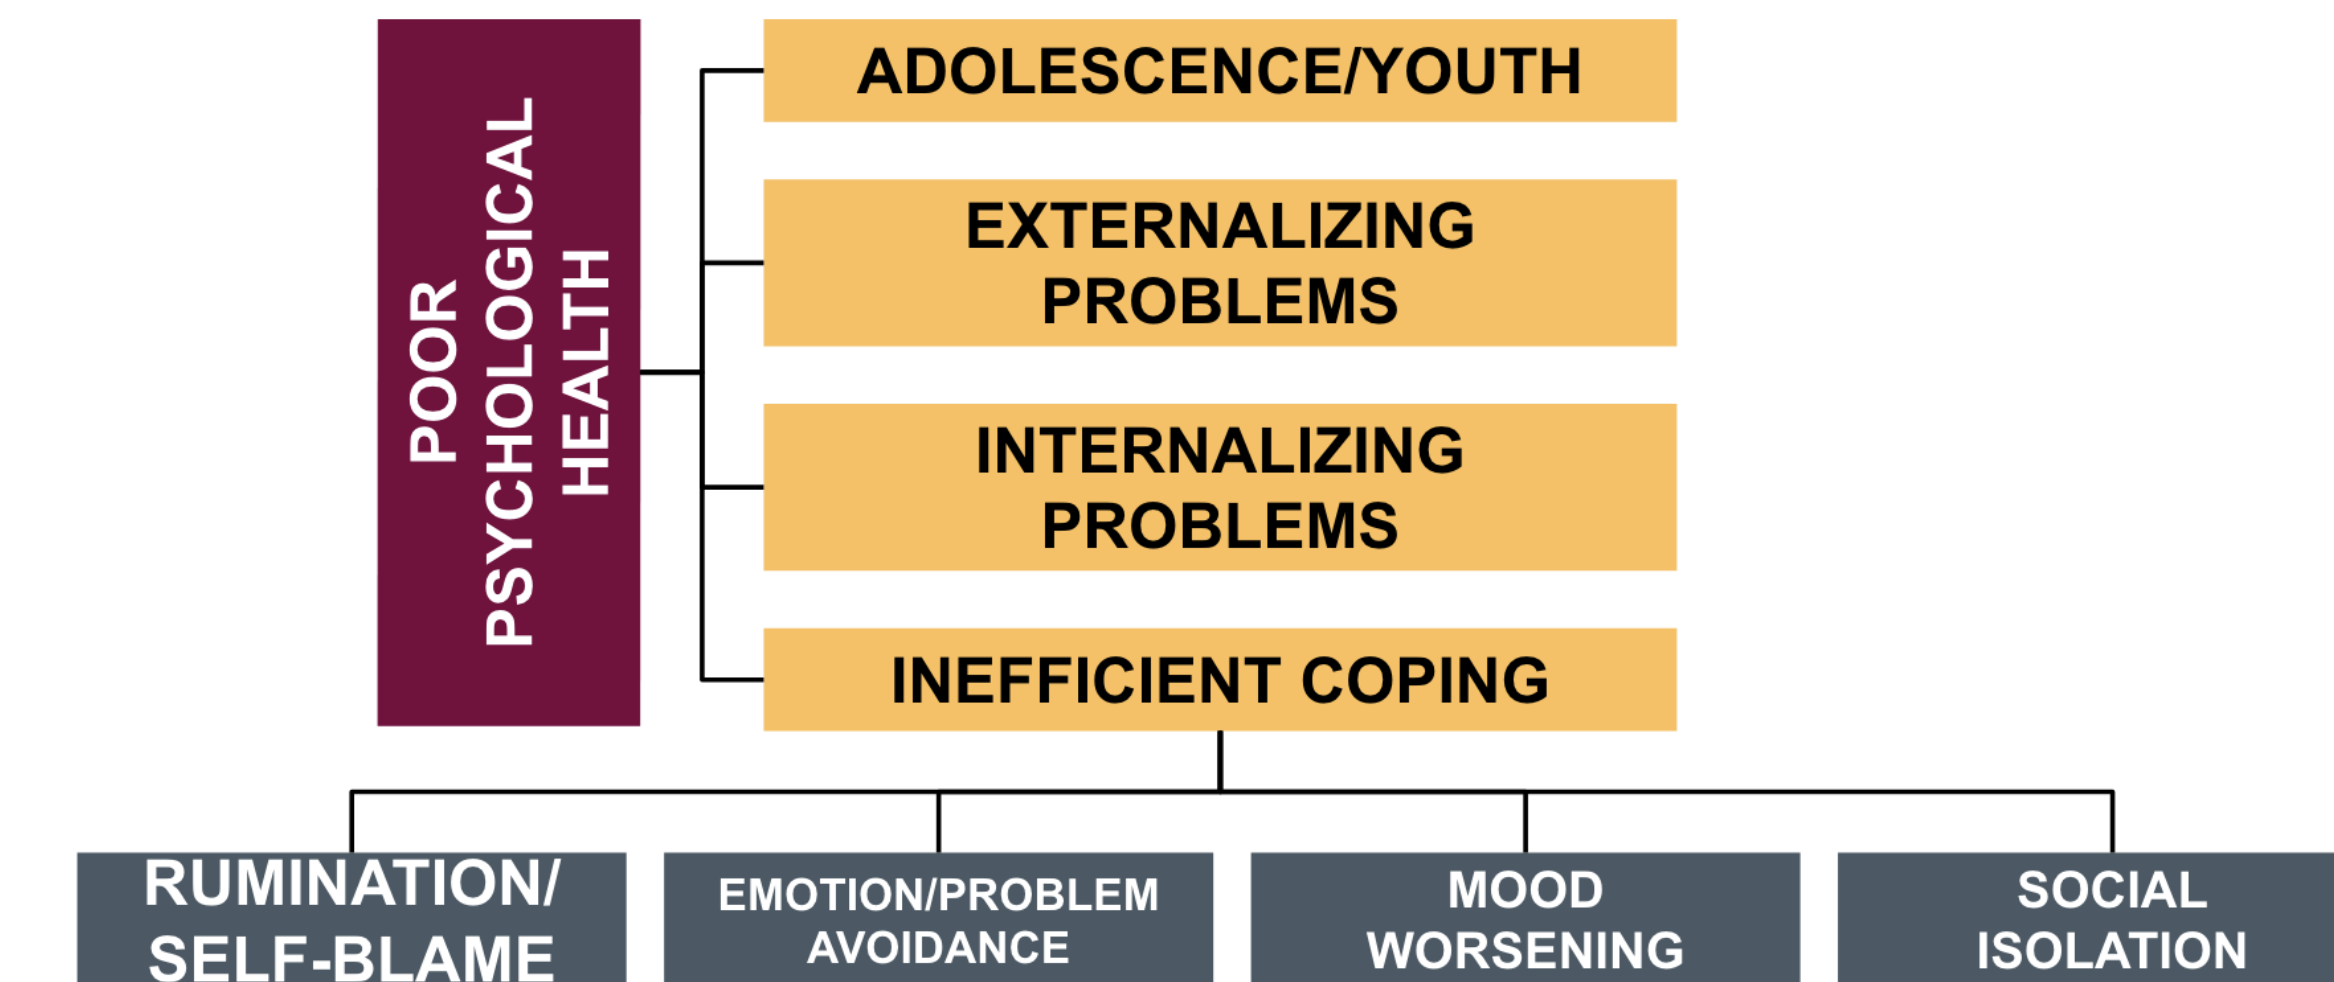 POOR
PSYCHOLOGICAL
HEALTH
ADOLESCENCE/YOUTH
EXTERNALIZING
PROBLEMS
INTERNALIZING
PROBLEMS
INEFFICIENT COPING
RUMINATION/
SELF-BLAME
EMOTION/PROBLEM
AVOIDANCE
MOOD
WORSENING
SOCIAL
ISOLATION